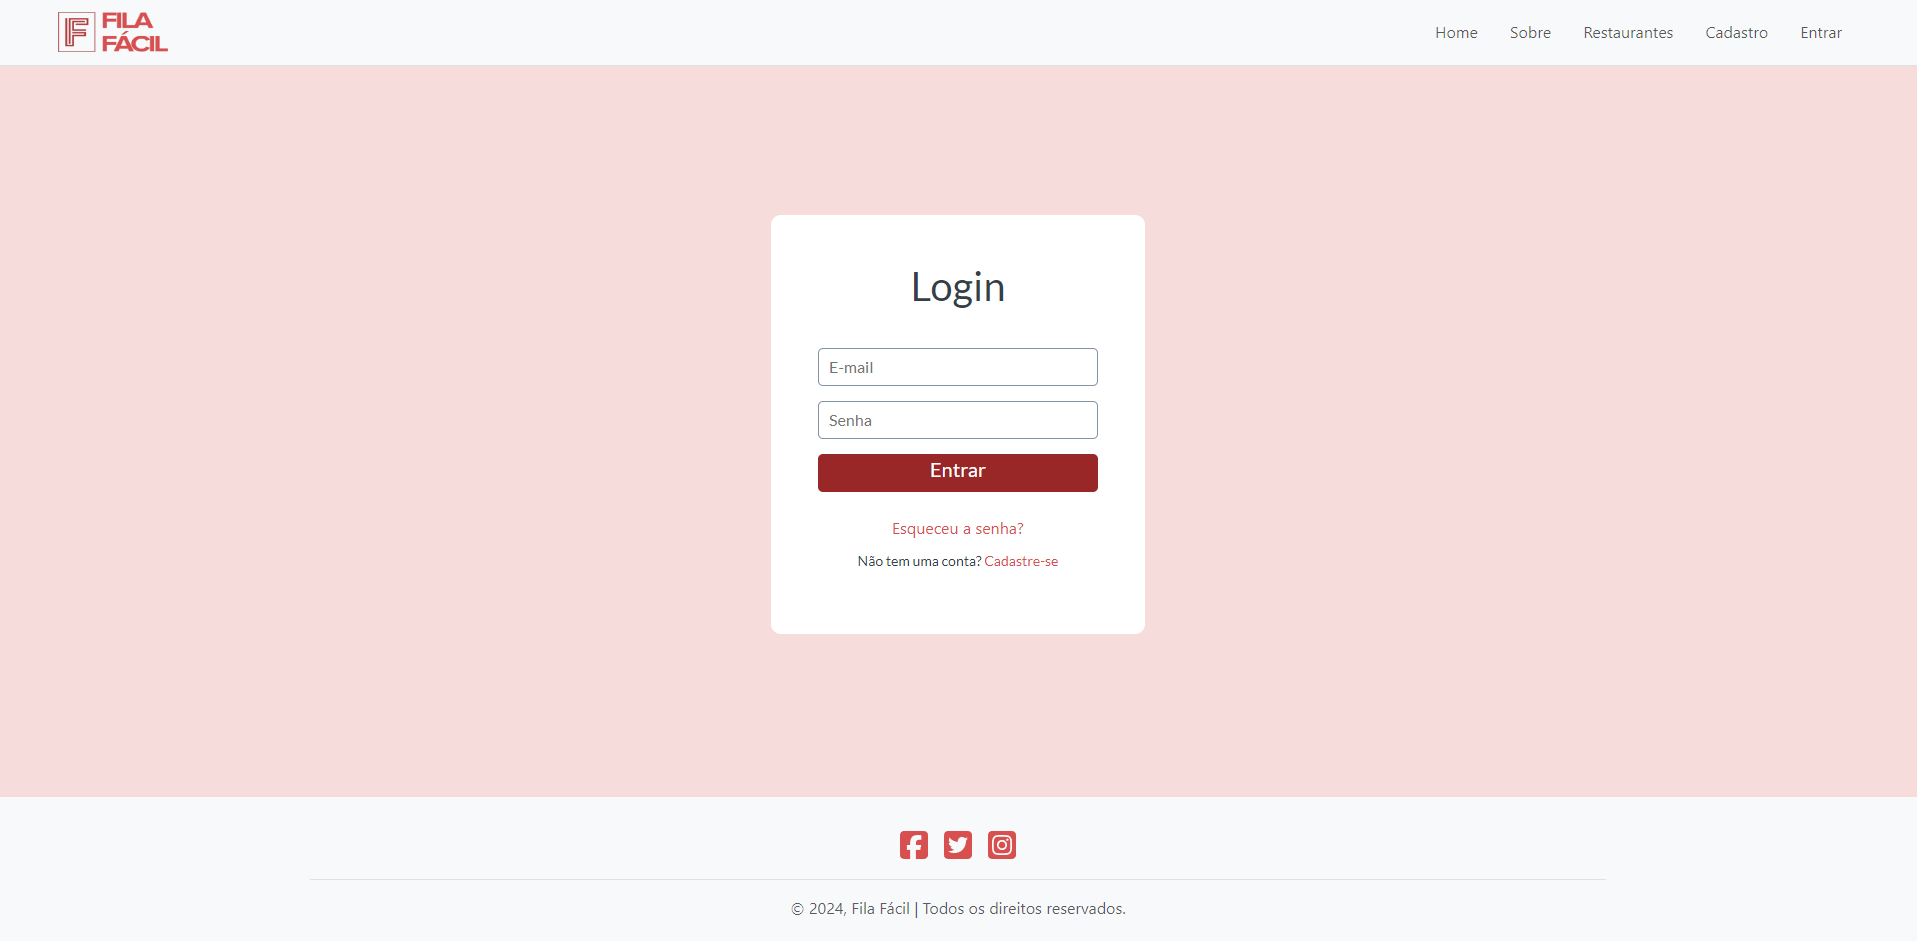 F FILA
FÁCIL
Home Sobre Restaurantes Cadastro Entrar
Login
E-mail
Senha
Entrar
Esqueceu a senha?
Não tem uma conta? Cadastre-se
© 2024, Fila Fácil | Todos os direitos reservados.